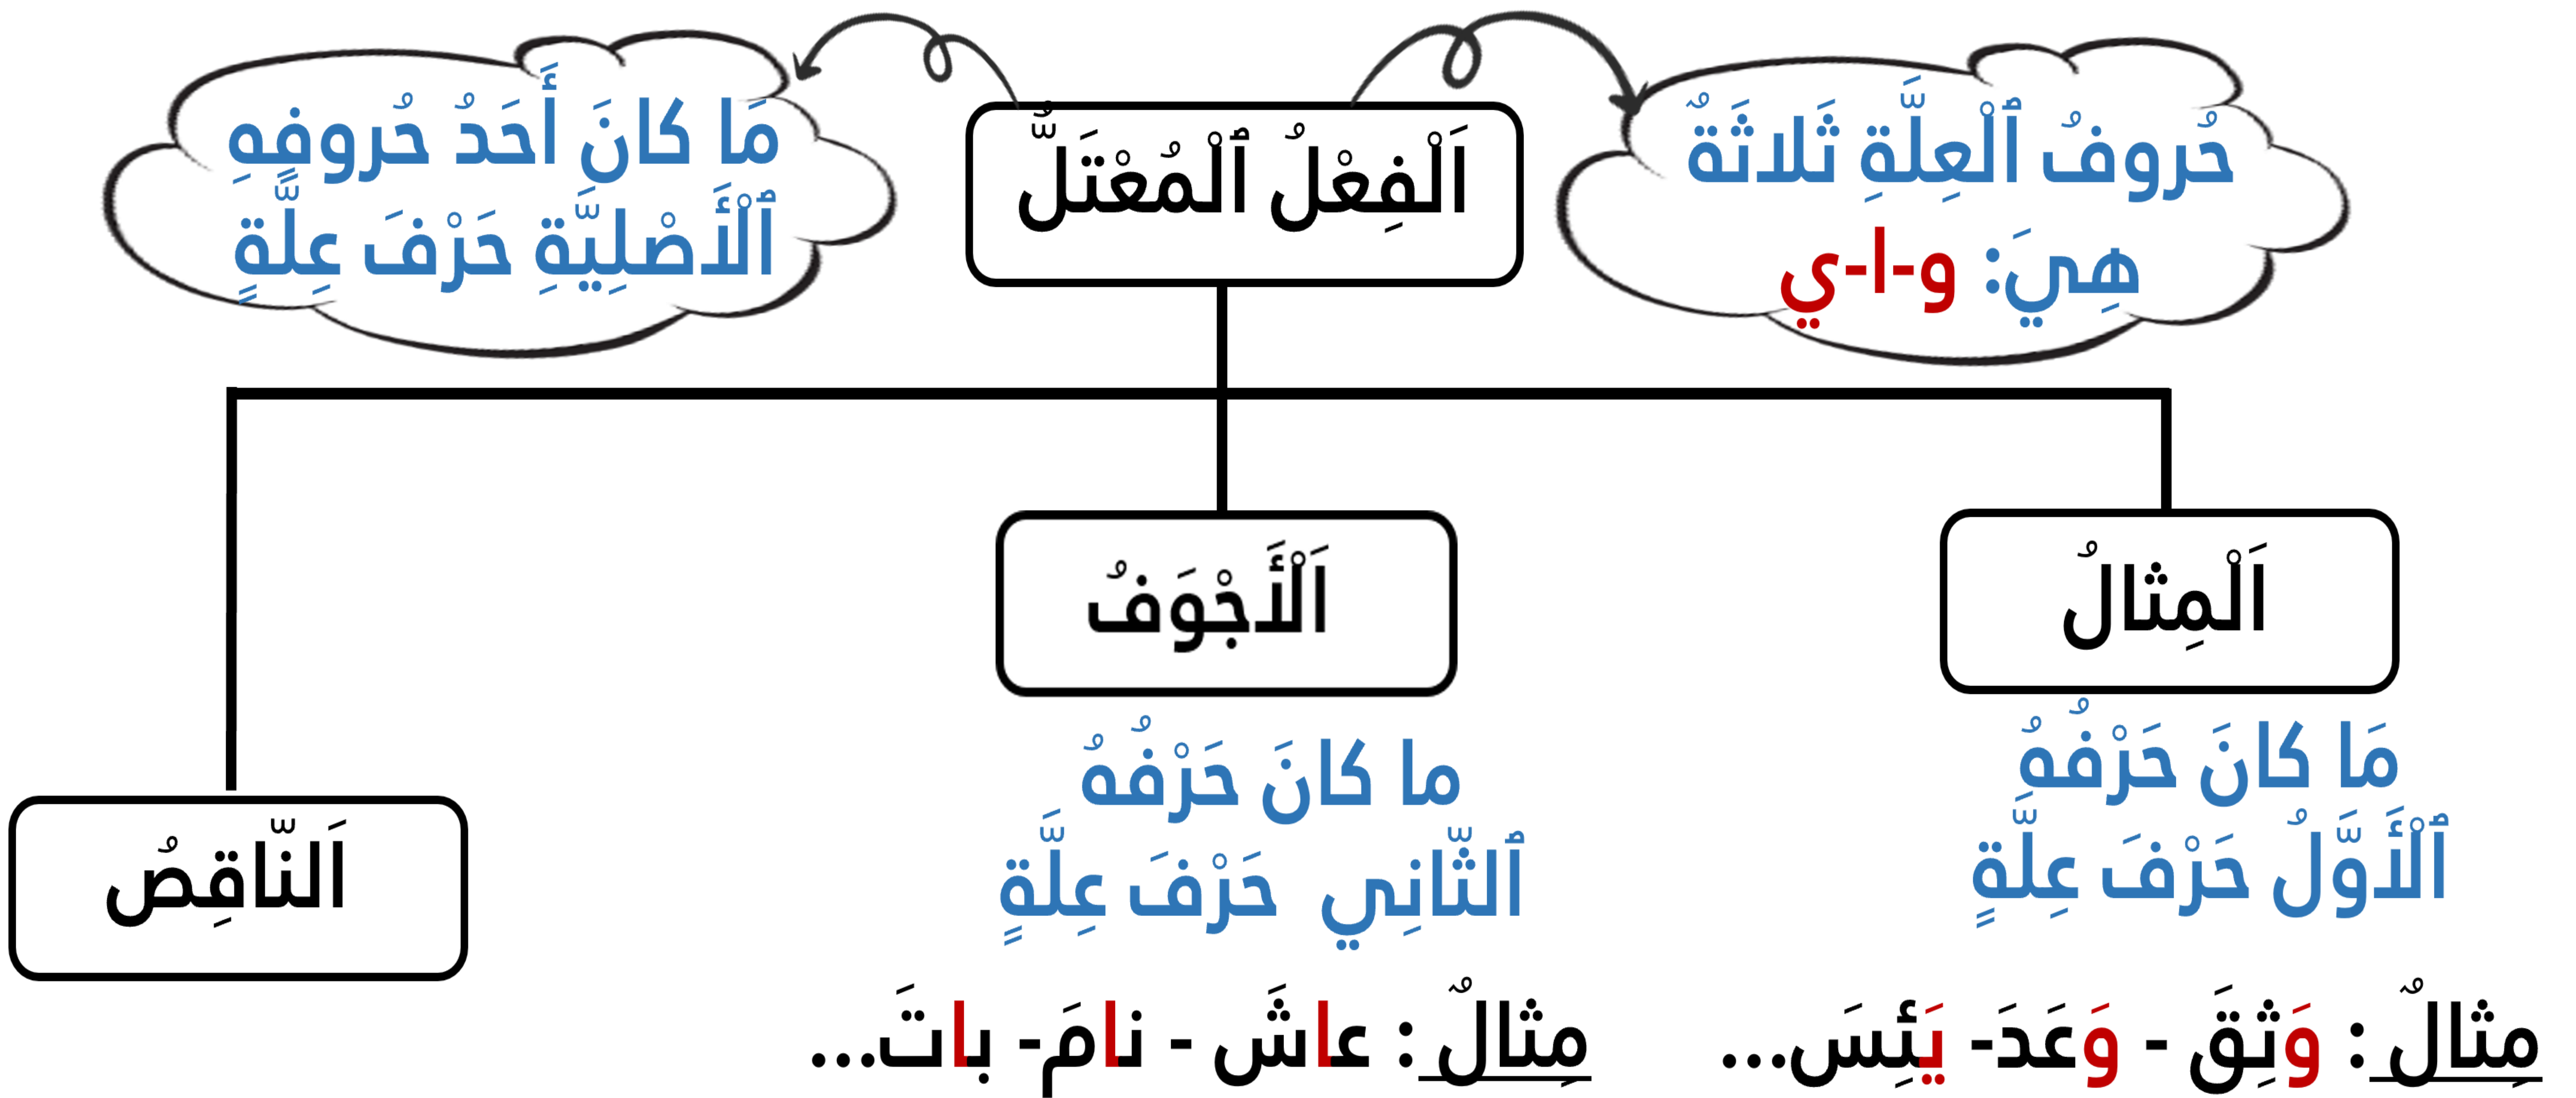 اَلْفِعْلُ ٱلْمُعْتَلُّ
حُروفُ ٱلْعِلَّةِ ثَلاثَةٌ
هِيَ: و-ا-ي
مَا كانَ أَحَدُ حُروفِهِ
ٱلْأَصْلِيَّةِ حَرْفَ عِلَّةٍ
اَلْمِثالُ
مَا كانَ حَرْفُهُ
ٱلْأَوَّلُ حَرْفَ عِلَّةٍ
مِثالٌ : وَثِقَ - وَعَدَ- يَئِسَ...
اَلْأَجْوَفُ
ما كانَ حَرْفُهُ
ٱلثّانِي حَرْفَ عِلَّةٍ
مِثالٌ : عاشَ - نامَ- باتَ...
اَلنّاقِصُ